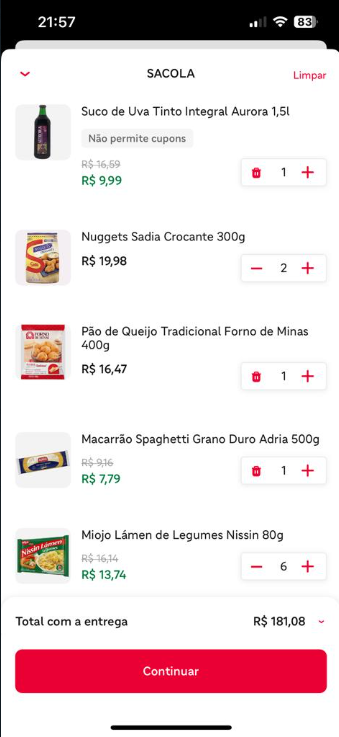 21:57
83
SACOLA
Limpar
Suco de Uva Tinto Integral Aurora 1,5l
Não permite cupons
R$ 16,59
R$ 9,99
1
Nuggets Sadia Crocante 300g
R$ 19,98
2
Pão de Queijo Tradicional Forno de Minas
400g
R$ 16,47
1
Macarrão Spaghetti Grano Duro Adria 500g
R$ 9,16
R$ 7,79
1
Miojo Lámen de Legumes Nissin 80g
Nissin Lámen
R$ 16,14
R$ 13,74
6
Total com a entrega
R$ 181,08
Continuar